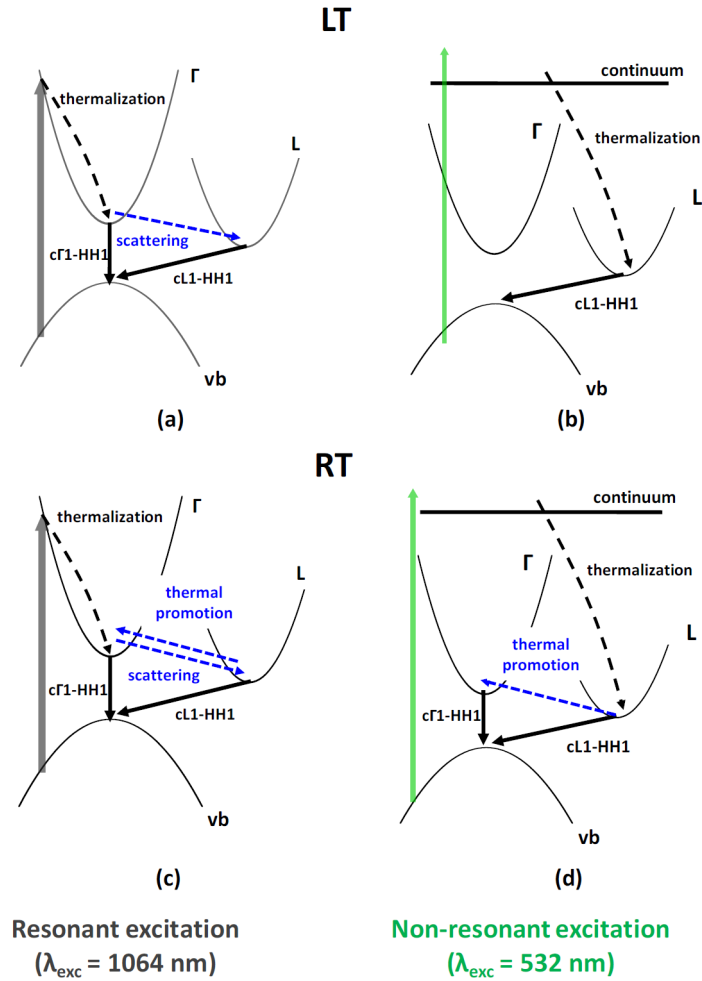 LT
Γ
thermalization
L
cΓ1-HH1
scattering
cL1-HH1
vb
(a)
continuum
Γ
thermalization
L
cL1-HH1
vb
(b)
RT
Γ
thermalization
L
thermal
promotion
scattering
cΓ1-HH1
cL1-HH1
vb
(c)
continuum
Γ
thermalization
L
thermal
promotion
cΓ1-HH1
cL1-HH1
vb
(d)
Resonant excitation
(λexc = 1064 nm)
Non-resonant excitation
(λexc = 532 nm)